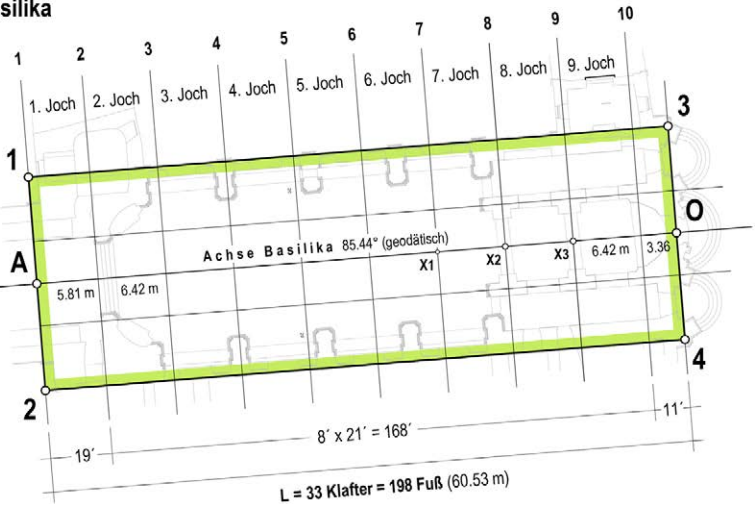 silika
1 2 3 4 5 6 7 8 9 10
1. Joch 2. Joch 3. Joch 4. Joch 5. Joch 6. Joch 7. Joch 8. Joch 9. Joch
1 3
Achse Basilika 85.44° (geodätisch)
A 5.81 m 6.42 m X1 X2 X3 6.42 m 3.36 O
2 4
19´ 8´ x 21´ = 168´ 11´
L = 33 Klafter = 198 Fuß (60.53 m)